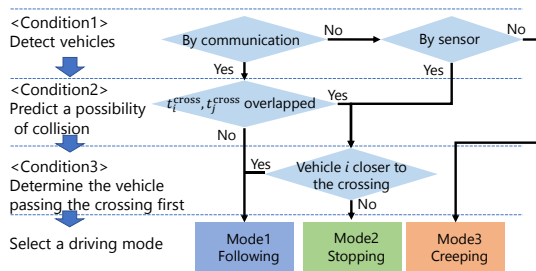 <Condition1>
Detect vehicles
By communication
No
By sensor
No
Yes
Yes
<Condition2>
Predict a possibility
of collision
t_i^cross, t_j^cross overlapped
Yes
No
<Condition3>
Determine the vehicle
passing the crossing first
Yes
Vehicle i closer to
the crossing
No
Select a driving mode
Mode1
Following
Mode2
Stopping
Mode3
Creeping